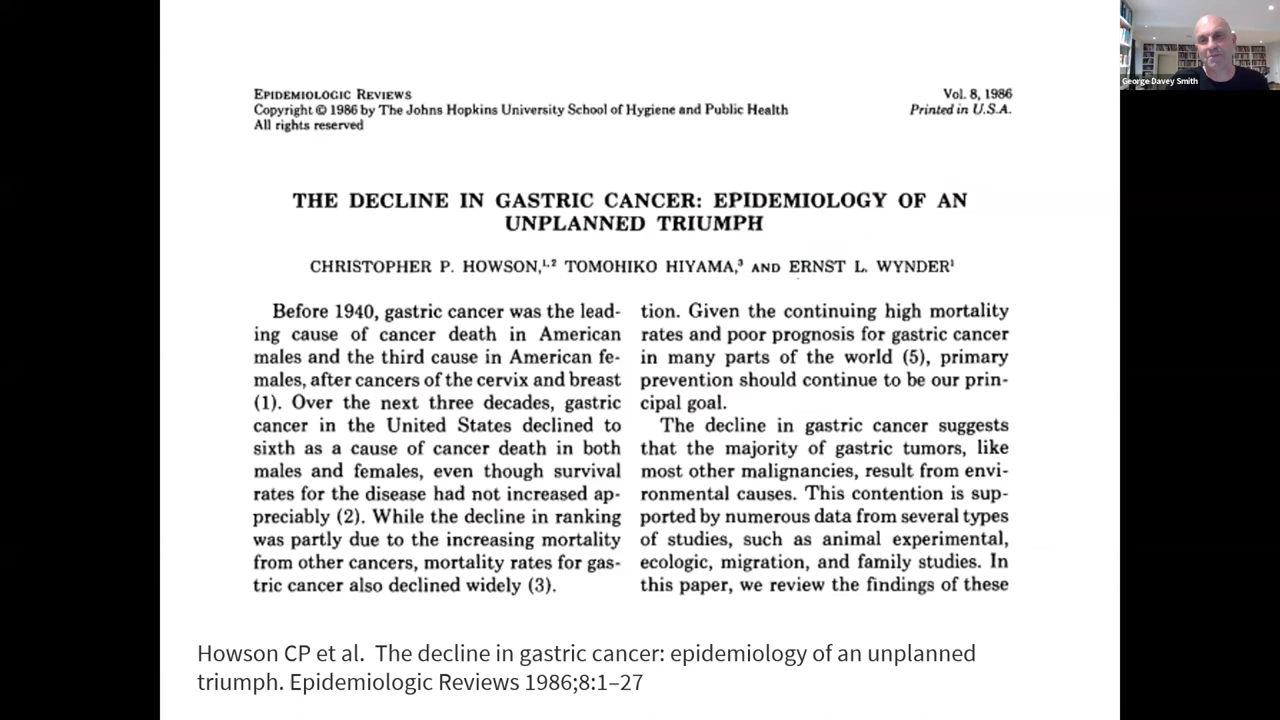 George Davey Smith
EPIDEMIOLOGIC REVIEWS
Copyright © 1986 by The Johns Hopkins University School of Hygiene and Public Health
All rights reserved
Vol. 8, 1986
Printed in U.S.A.
THE DECLINE IN GASTRIC CANCER: EPIDEMIOLOGY OF AN
UNPLANNED TRIUMPH
CHRISTOPHER P. HOWSON,1,2 TOMOHIKO HIYAMA,3 AND ERNST L. WYNDER1
Before 1940, gastric cancer was the lead-
ing cause of cancer death in American
males and the third cause in American fe-
males, after cancers of the cervix and breast
(1). Over the next three decades, gastric
cancer in the United States declined to
sixth as a cause of cancer death in both
males and females, even though survival
rates for the disease had not increased ap-
preciably (2). While the decline in ranking
was partly due to the increasing mortality
from other cancers, mortality rates for gas-
tric cancer also declined widely (3).
tion. Given the continuing high mortality
rates and poor prognosis for gastric cancer
in many parts of the world (5), primary
prevention should continue to be our prin-
cipal goal.
The decline in gastric cancer suggests
that the majority of gastric tumors, like
most other malignancies, result from envi-
ronmental causes. This contention is sup-
ported by numerous data from several types
of studies, such as animal experimental,
ecologic, migration, and family studies. In
this paper, we review the findings of these
Howson CP et al. The decline in gastric cancer: epidemiology of an unplanned
triumph. Epidemiologic Reviews 1986;8:1–27